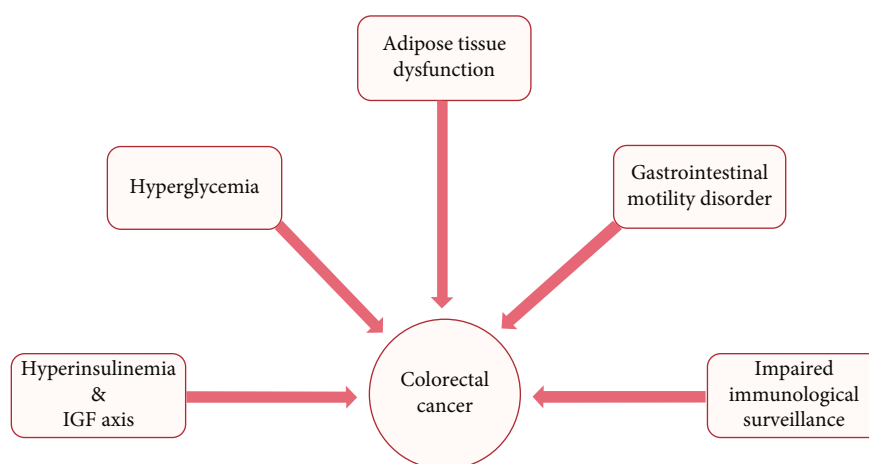 Adipose tissue
dysfunction
Hyperglycemia
Gastrointestinal
motility disorder
Hyperinsulinemia
&
IGF axis
Colorectal
cancer
Impaired
immunological
surveillance